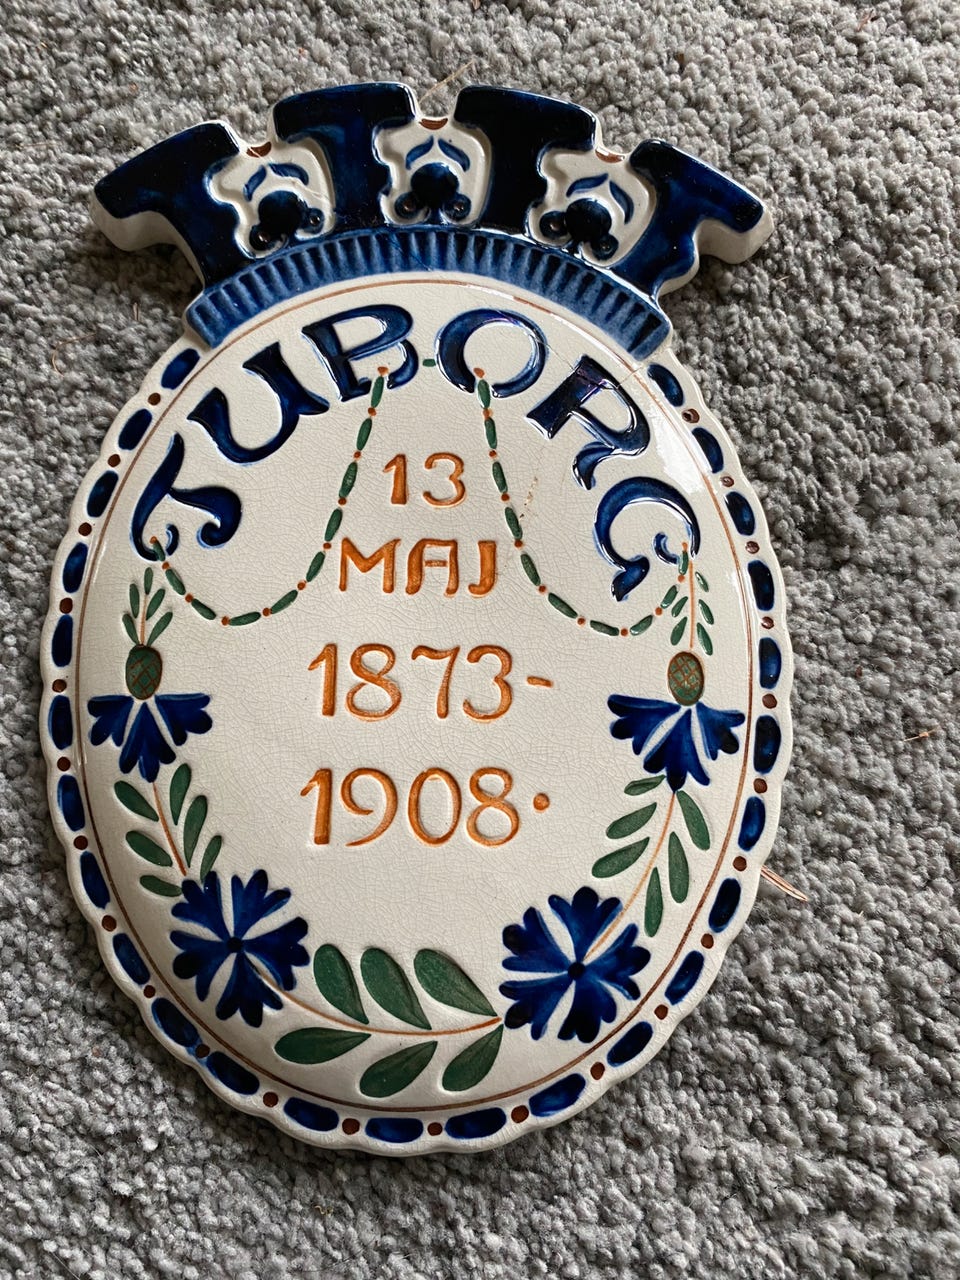 TUBORG
13
MAJ
1873-
1908·